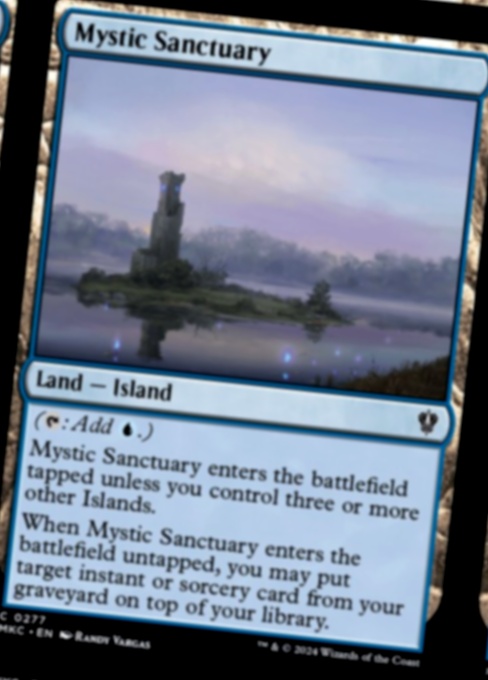 Mystic Sanctuary
Land — Island
( : Add .)
Mystic Sanctuary enters the battlefield
tapped unless you control three or more
other Islands.
When Mystic Sanctuary enters the
battlefield untapped, you may put
target instant or sorcery card from your
graveyard on top of your library.
C 0277
MKC • EN Randy Vargas
™ & © 2024 Wizards of the Coast